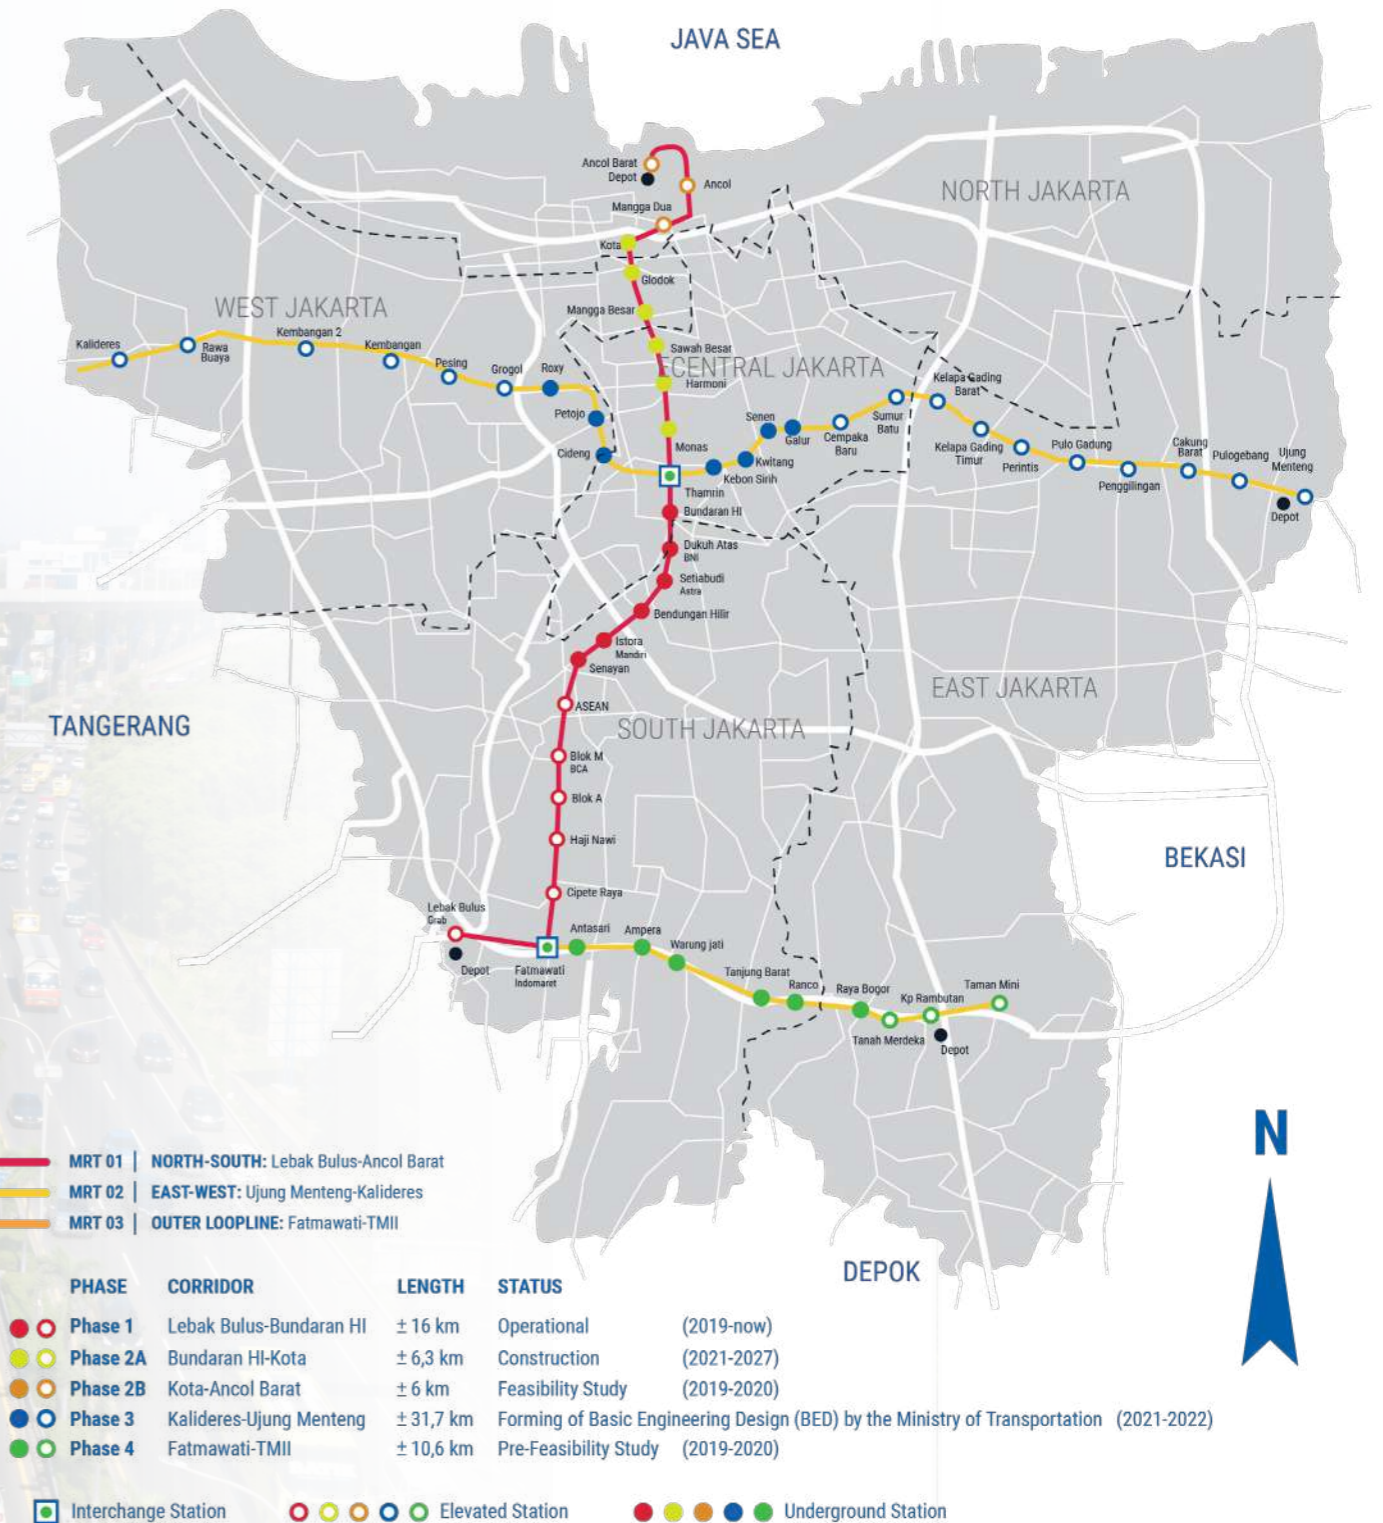 JAVA SEA
Ancol Barat
Depot
Ancol
NORTH JAKARTA
Mangga Dua
Kota
Glodok
WEST JAKARTA
Mangga Besar
Kalideres
Rawa
Buaya
Kembangan 2
Kembangan
Pesing
Grogol
Roxy
Sawah Besar
ECENTRAL JAKARTA
Harmoni
Kelapa Gading
Barat
Petojo
Senen
Galur
Cempaka
Baru
Sumur
Batu
Kelapa Gading
Timur
Perintis
Pulo Gadung
Penggilingan
Cakung
Barat
Pulogebang
Ujung
Menteng
Depot
Cideng
Monas
Kwitang
Kebon Sirih
Thamrin
Bundaran HI
Dukuh Atas
BNI
Setiabudi
Astra
Bendungan Hilir
Istora
Mandiri
Senayan
EAST JAKARTA
ASEAN
TANGERANG
SOUTH JAKARTA
Blok M
BCA
Blok A
Haji Nawi
BEKASI
Cipete Raya
Lebak Bulus
Grab
Depot
Fatmawati
Indomaret
Antasari
Ampera
Warung jati
Tanjung Barat
Ranco
Raya Bogor
Tanah Merdeka
Kp Rambutan
Depot
Taman Mini
N
MRT 01 | NORTH-SOUTH: Lebak Bulus-Ancol Barat
MRT 02 | EAST-WEST: Ujung Menteng-Kalideres
MRT 03 | OUTER LOOPLINE: Fatmawati-TMII
DEPOK
PHASE CORRIDOR LENGTH STATUS
Phase 1 Lebak Bulus-Bundaran HI ± 16 km Operational (2019-now)
Phase 2A Bundaran HI-Kota ± 6,3 km Construction (2021-2027)
Phase 2B Kota-Ancol Barat ± 6 km Feasibility Study (2019-2020)
Phase 3 Kalideres-Ujung Menteng ± 31,7 km Forming of Basic Engineering Design (BED) by the Ministry of Transportation (2021-2022)
Phase 4 Fatmawati-TMII ± 10,6 km Pre-Feasibility Study (2019-2020)
Interchange Station Elevated Station Underground Station